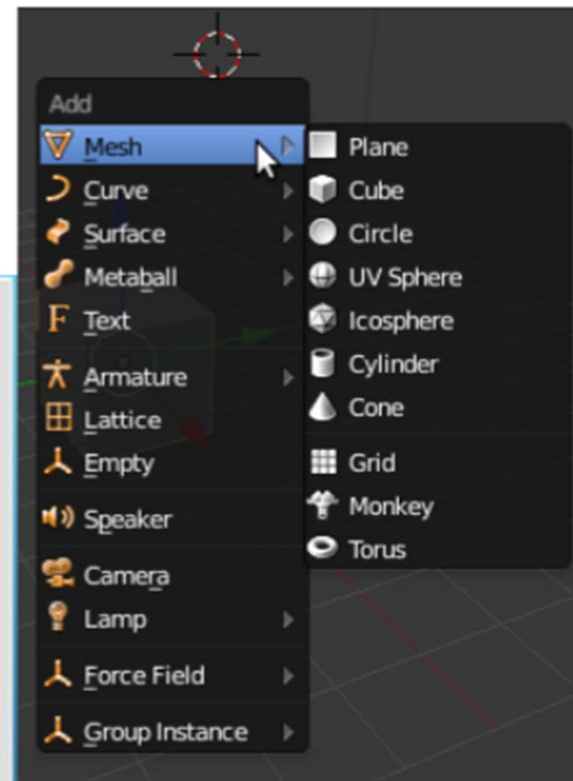 Add
Mesh
Curve
Surface
Metaball
Text
Armature
Lattice
Empty
Speaker
Camera
Lamp
Force Field
Group Instance
Plane
Cube
Circle
UV Sphere
Icosphere
Cylinder
Cone
Grid
Monkey
Torus